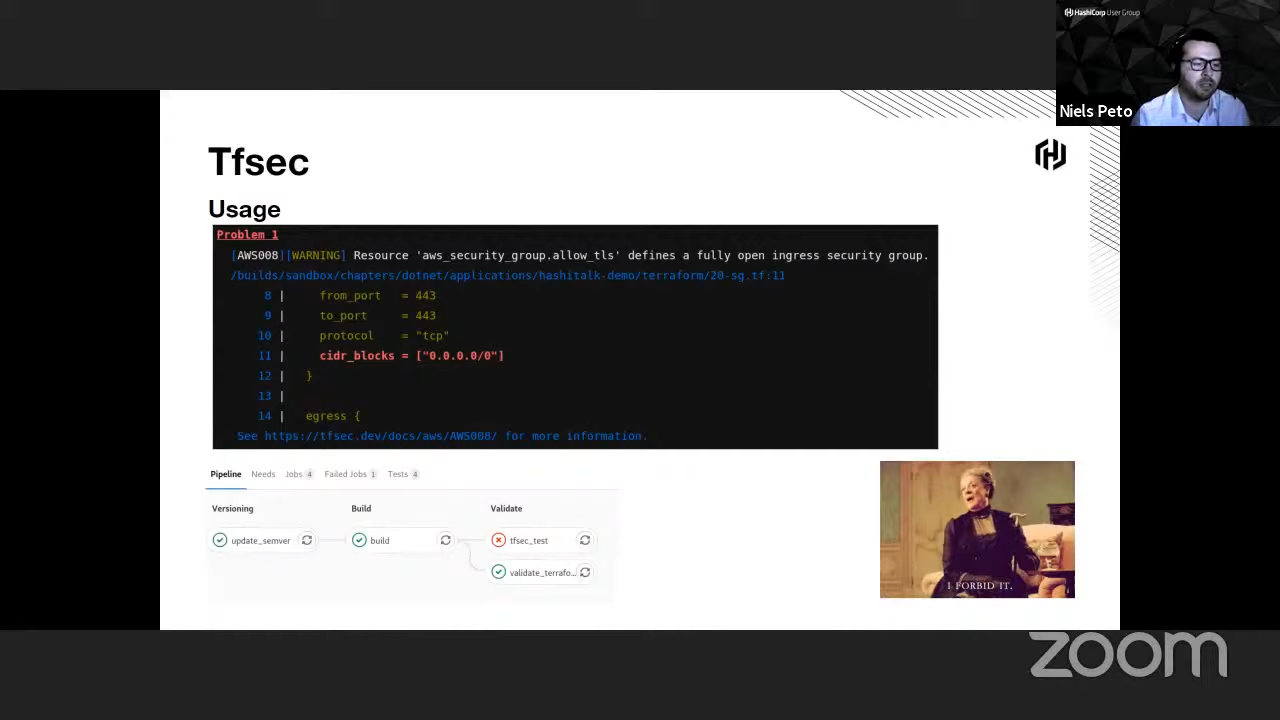 HashiCorp User Group
Niels Peto
Tfsec
Usage
Problem 1
[AWS008][WARNING] Resource 'aws_security_group.allow_tls' defines a fully open ingress security group.
/builds/sandbox/chapters/dotnet/applications/hashitalk-demo/terraform/20-sg.tf:11
8 | from_port = 443
9 | to_port = 443
10 | protocol = "tcp"
11 | cidr_blocks = ["0.0.0.0/0"]
12 | }
13 |
14 | egress {
See https://tfsec.dev/docs/aws/AWS008/ for more information.
Pipeline Needs Jobs 4 Failed Jobs 1 Tests 4
Versioning Build Validate
update_semver build tfsec_test
validate_terrafo...
I FORBID IT.
zoom